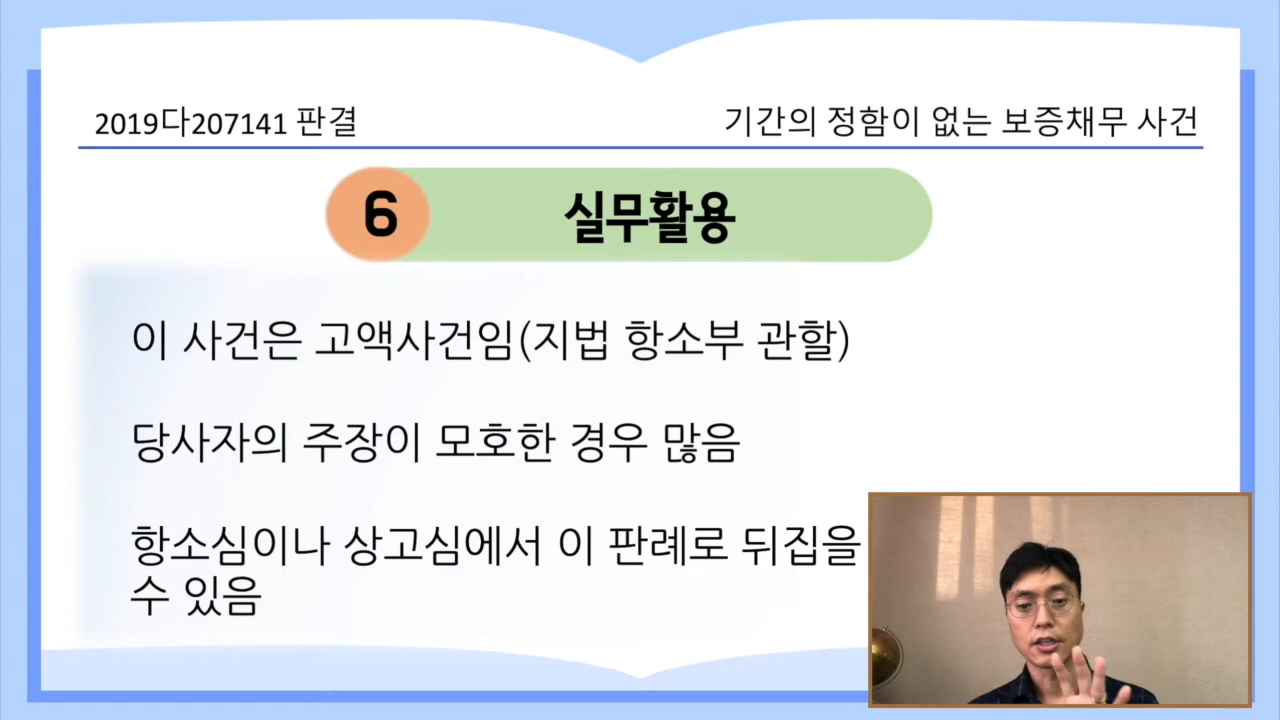 2019다207141 판결
기간의 정함이 없는 보증채무 사건
6
실무활용
이 사건은 고액사건임(지법 항소부 관할)
당사자의 주장이 모호한 경우 많음
항소심이나 상고심에서 이 판례로 뒤집을
수 있음